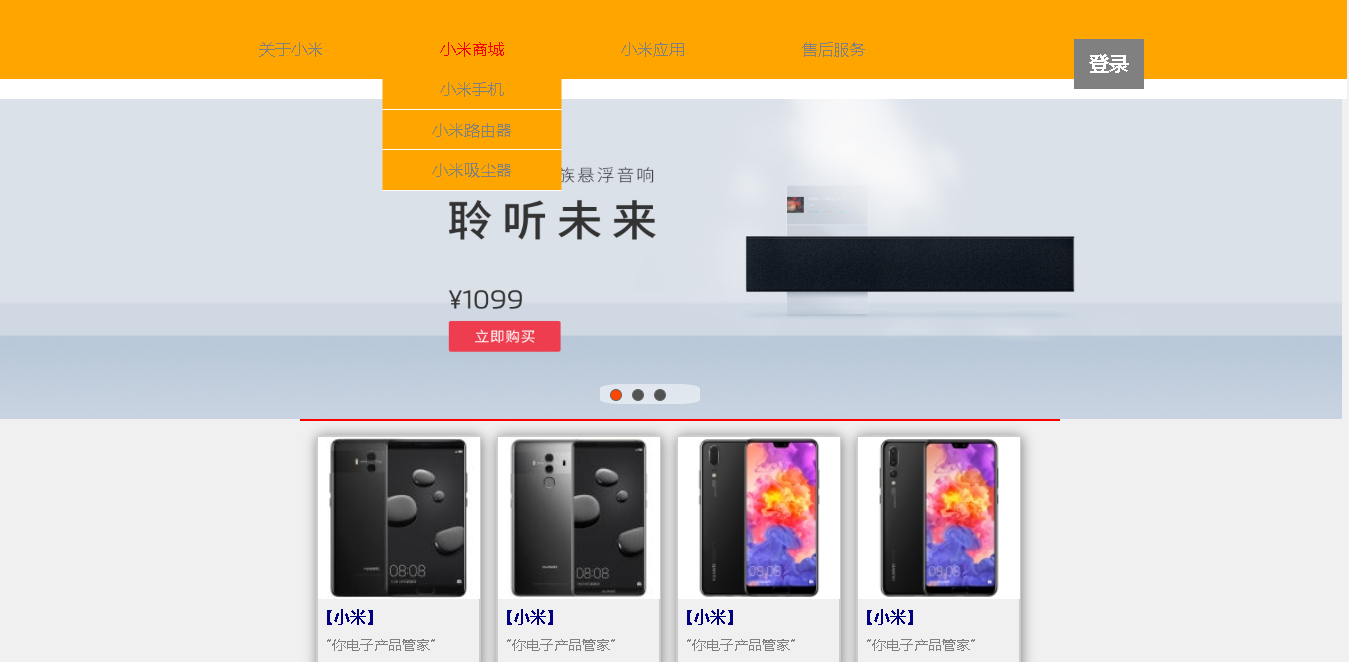 关于小米 小米商城 小米应用 售后服务 登录
小米手机
小米路由器
小米吸尘器
族悬浮音响
聆听未来
¥1099
立即购买
08:08 08:08 08:08 08:08
HUAWEI HUAWEI HUAWEI
【小米】 【小米】 【小米】 【小米】
“你电子产品管家” “你电子产品管家” “你电子产品管家” “你电子产品管家”